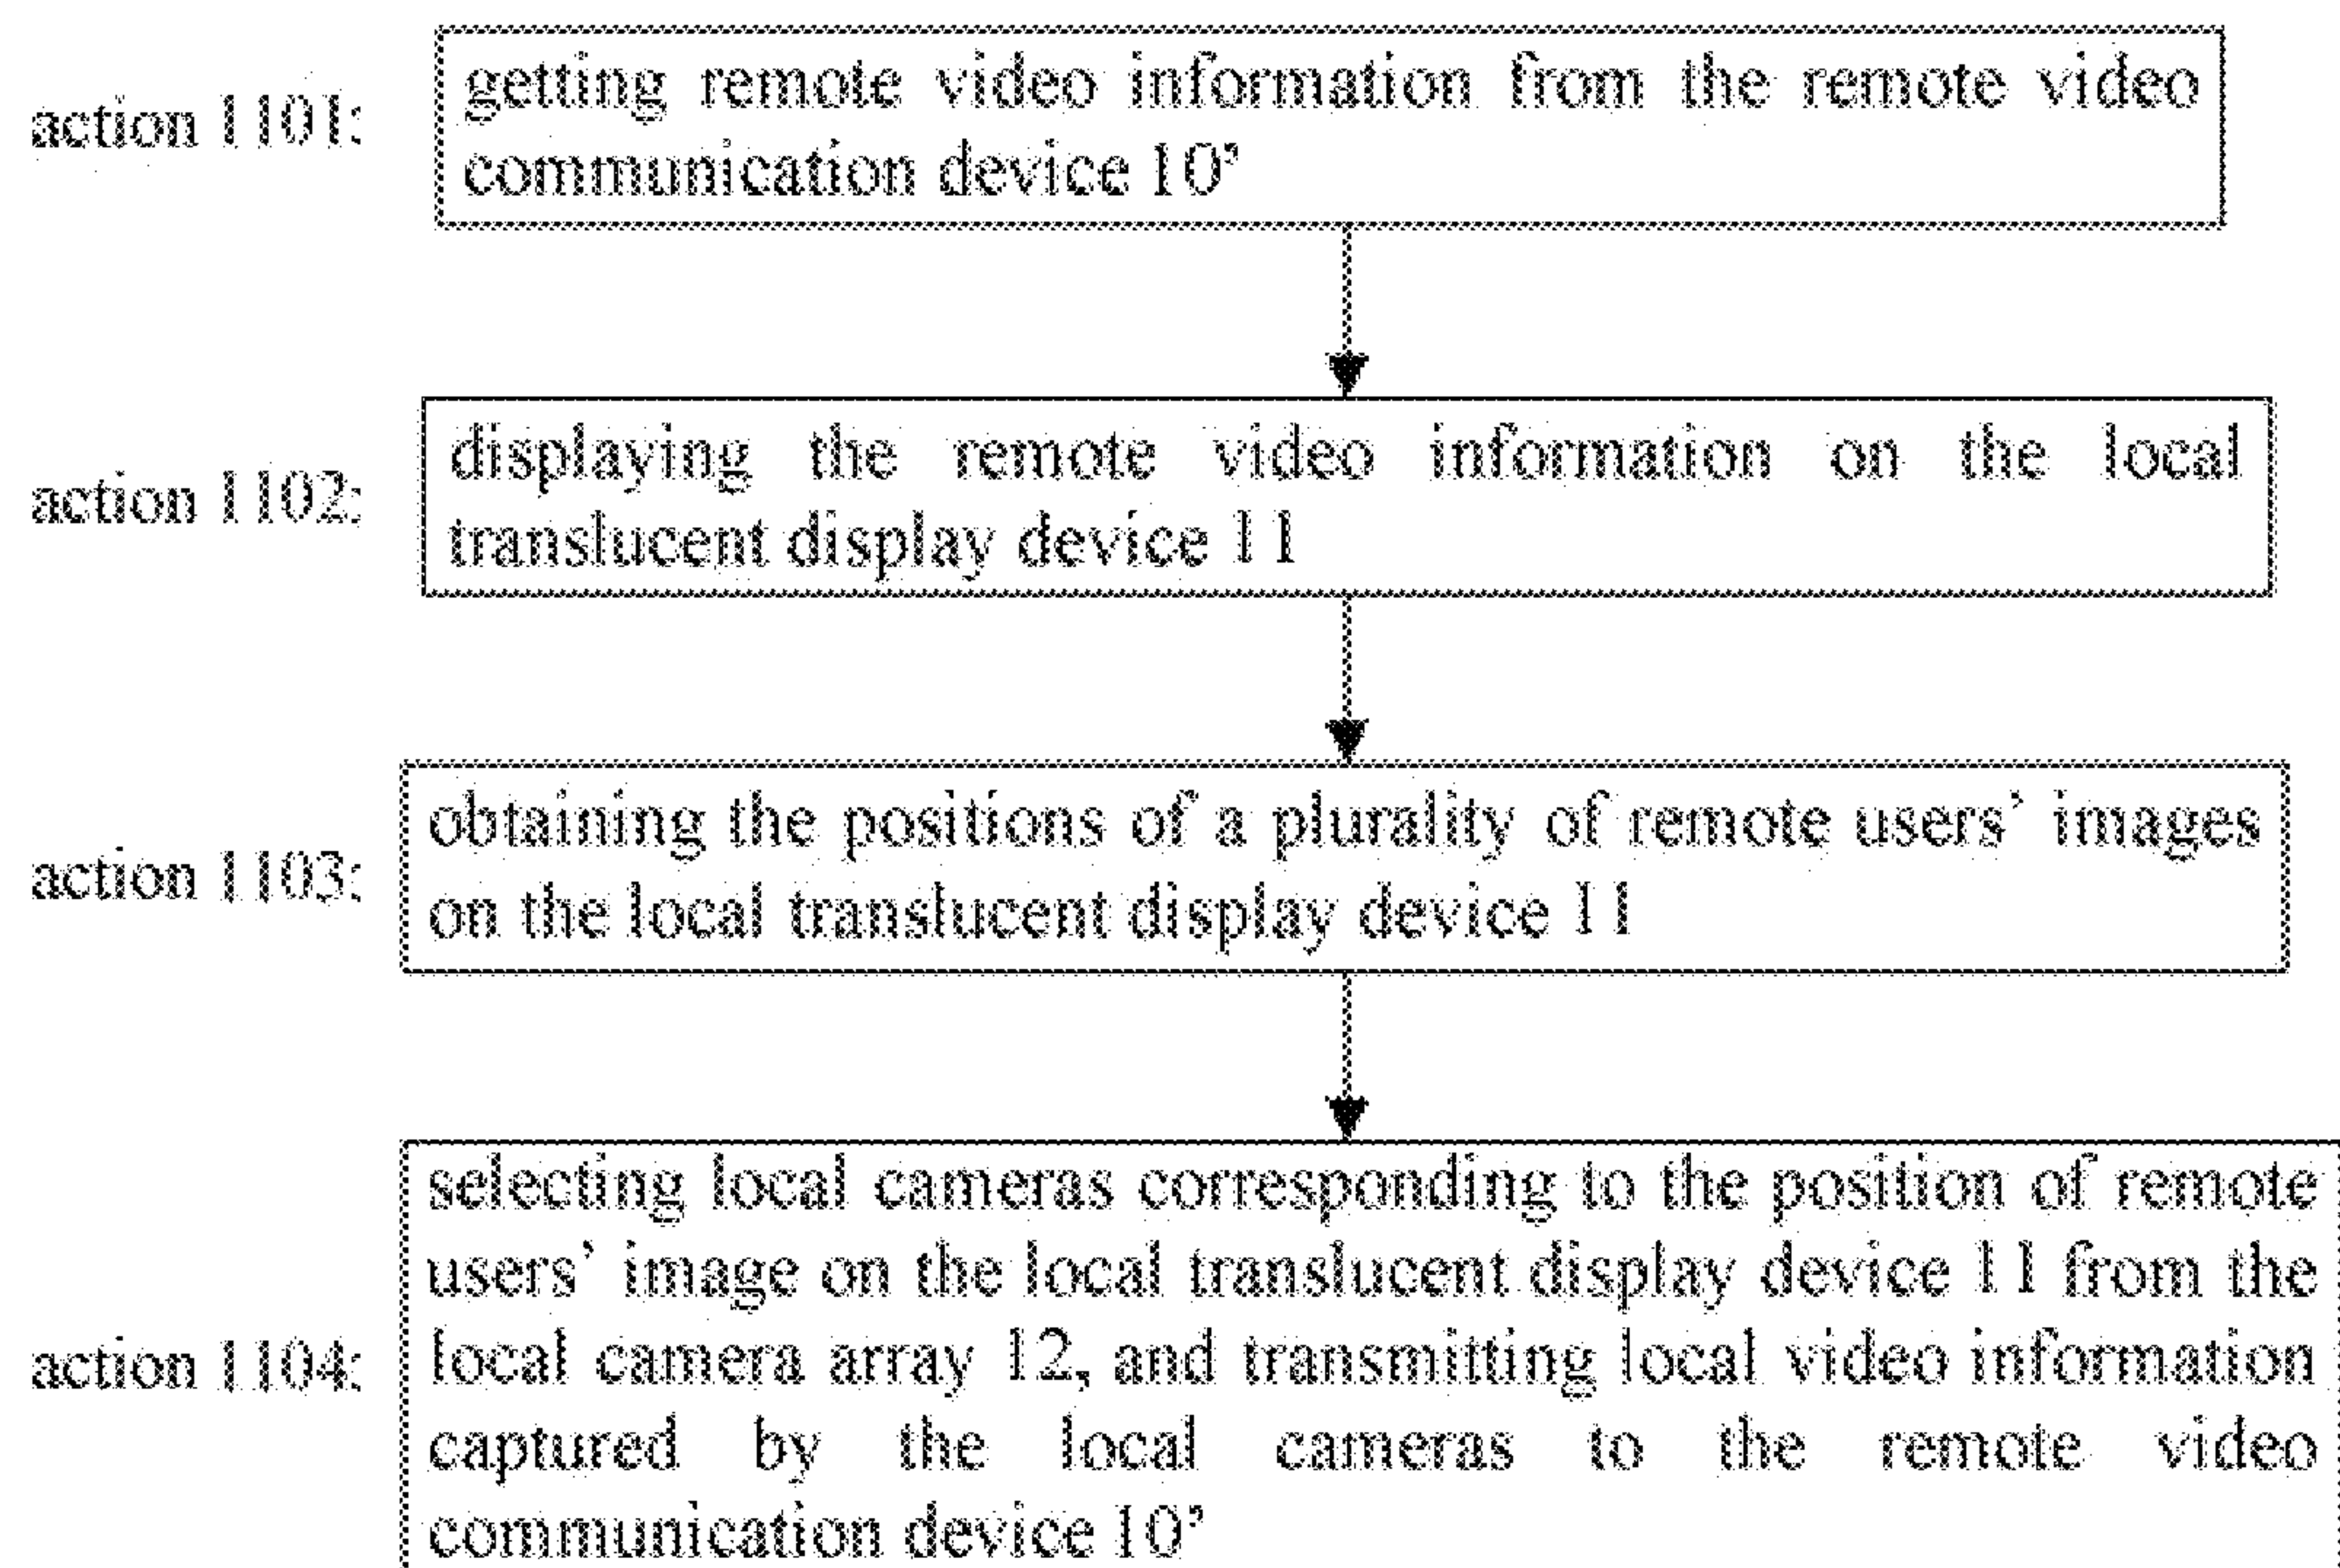 action 1101:
getting remote video information from the remote video
communication device 10’
action 1102:
displaying the remote video information on the local
translucent display device 11
action 1103:
obtaining the positions of a plurality of remote users’ images
on the local translucent display device 11
action 1104:
selecting local cameras corresponding to the position of remote
users’ image on the local translucent display device 11 from the
local camera array 12, and transmitting local video information
captured by the local cameras to the remote video
communication device 10’